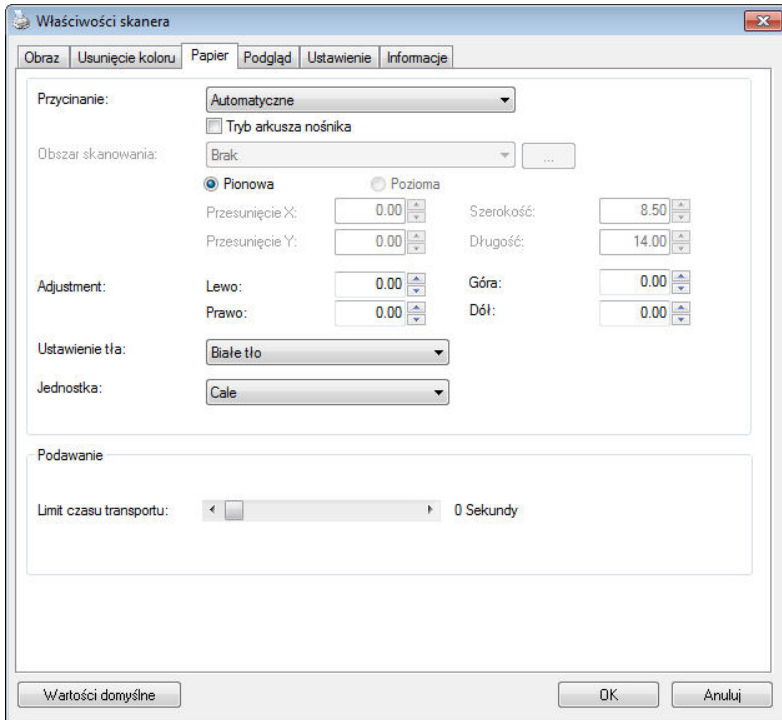 Właściwości skanera
Obraz Usunięcie koloru Papier Podgląd Ustawienie Informacje
Przycinanie: Automatyczne
Tryb arkusza nośnika
Obszar skanowania: Brak ...
Pionowa Pozioma
Przesunięcie X: 0.00 Szerokość: 8.50
Przesunięcie Y: 0.00 Długość: 14.00
Adjustment: Lewo: 0.00 Góra: 0.00
Prawo: 0.00 Dół: 0.00
Ustawienie tła: Białe tło
Jednostka: Cale
Podawanie
Limit czasu transportu: 0 Sekundy
Wartości domyślne OK Anuluj